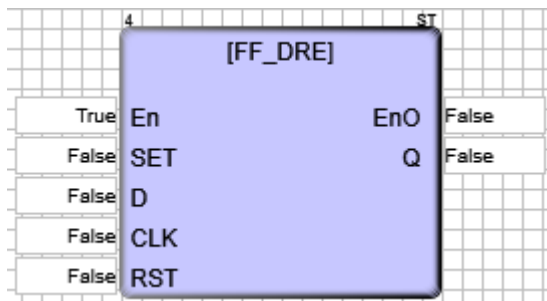 4 ST
[FF_DRE]
True En EnO False
False SET Q False
False D
False CLK
False RST